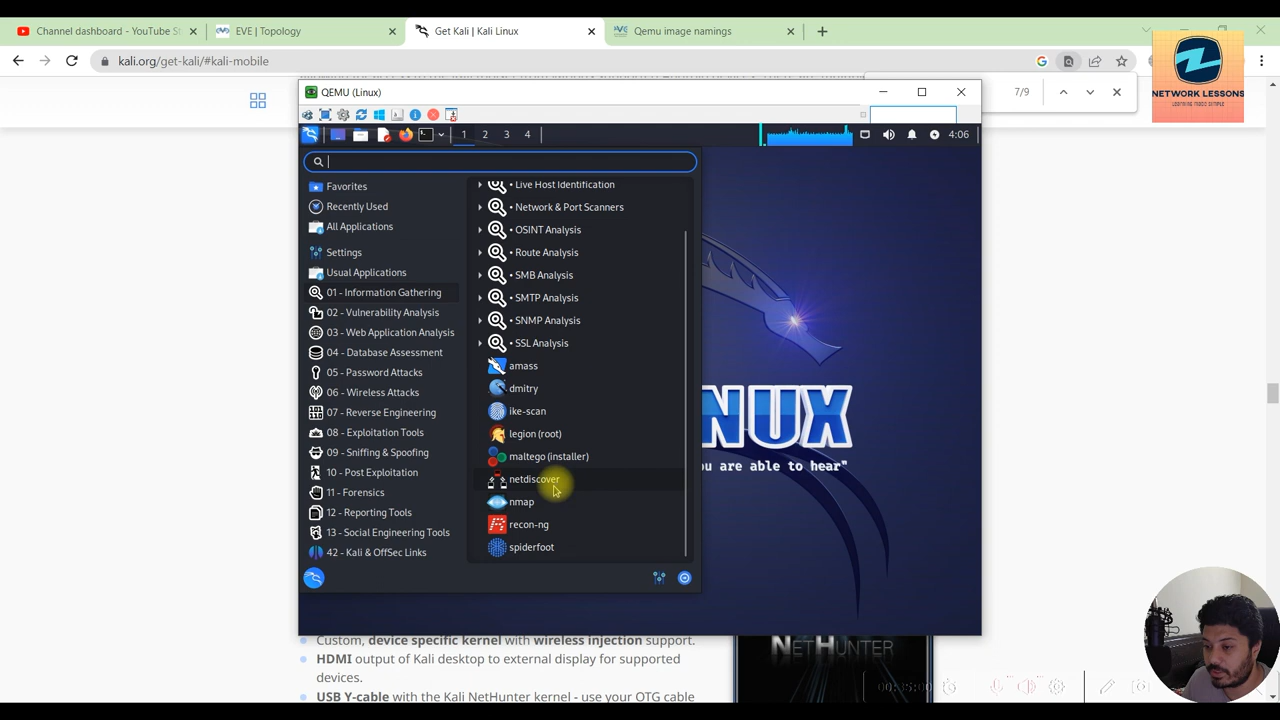 Channel dashboard - YouTube St
EVE | Topology
Get Kali | Kali Linux
Qemu image namings
kali.org/get-kali/#kali-mobile
7/9
NETWORK LESSONS
LEARNING MADE SIMPLE
QEMU (Linux)
1 2 3 4
4:06
Favorites
Recently Used
All Applications
Settings
Usual Applications
01 - Information Gathering
02 - Vulnerability Analysis
03 - Web Application Analysis
04 - Database Assessment
05 - Password Attacks
06 - Wireless Attacks
07 - Reverse Engineering
08 - Exploitation Tools
09 - Sniffing & Spoofing
10 - Post Exploitation
11 - Forensics
12 - Reporting Tools
13 - Social Engineering Tools
42 - Kali & OffSec Links
• Live Host Identification
• Network & Port Scanners
• OSINT Analysis
• Route Analysis
• SMB Analysis
• SMTP Analysis
• SNMP Analysis
• SSL Analysis
amass
dmitry
ike-scan
legion (root)
maltego (installer)
netdiscover
nmap
recon-ng
spiderfoot
NUX
ou are able to hear"
Custom, device specific kernel with wireless injection support.
HDMI output of Kali desktop to external display for supported
devices.
USB Y-cable with the Kali NetHunter kernel - use your OTG cable
NETHUNTER
00:35:00